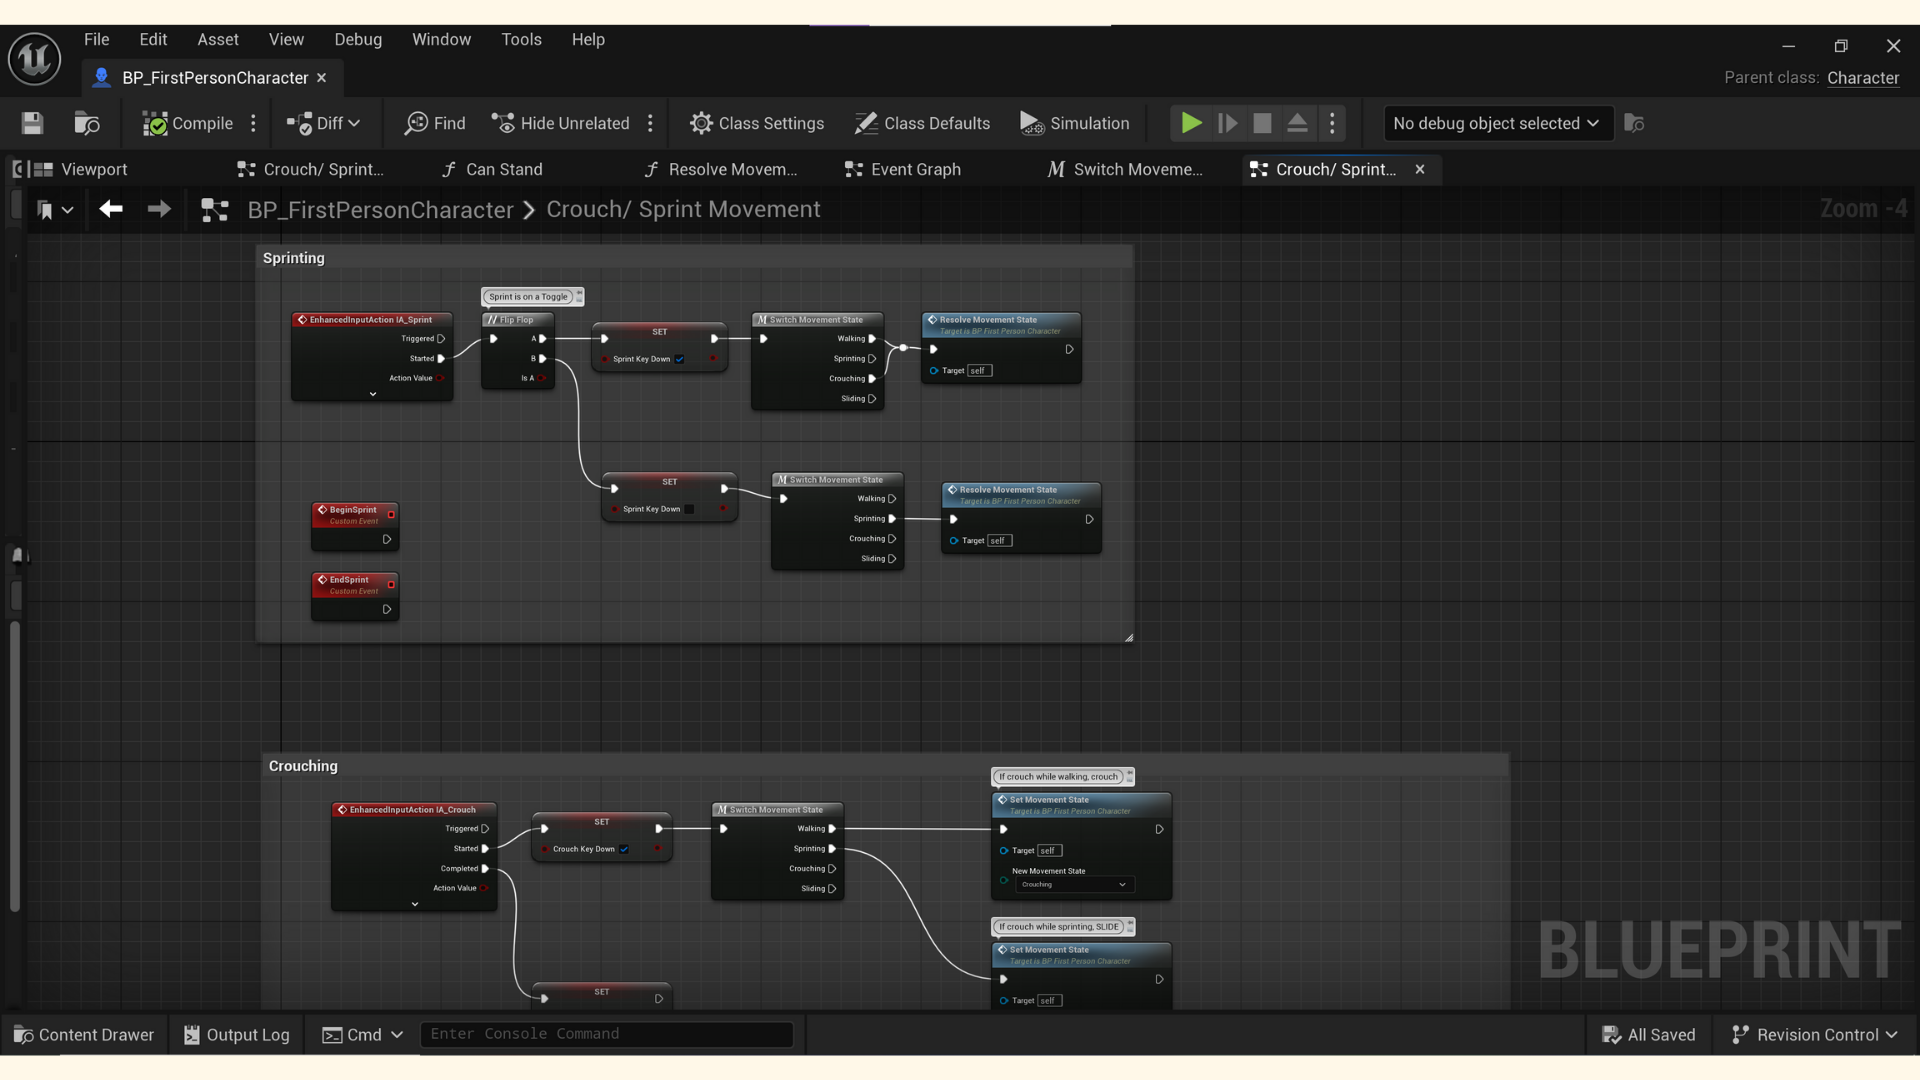 File Edit Asset View Debug Window Tools Help
BP_FirstPersonCharacter
Parent class: Character
Compile Diff Find Hide Unrelated Class Settings Class Defaults Simulation No debug object selected
Viewport Crouch/ Sprint... Can Stand Resolve Movem... Event Graph Switch Moveme... Crouch/ Sprint...
BP_FirstPersonCharacter Crouch/ Sprint Movement Zoom -4
Sprinting
Sprint is on a Toggle
EnhancedInputAction IA_Sprint
Triggered
Started
Action Value
Flip Flop
A
B
Is A
SET
Sprint Key Down
Switch Movement State
Walking
Sprinting
Crouching
Sliding
Resolve Movement State
Target is BP First Person Character
Target self
SET
Sprint Key Down
Switch Movement State
Walking
Sprinting
Crouching
Sliding
Resolve Movement State
Target is BP First Person Character
Target self
BeginSprint
Custom Event
EndSprint
Custom Event
Crouching
EnhancedInputAction IA_Crouch
Triggered
Started
Completed
Action Value
SET
Crouch Key Down
Switch Movement State
Walking
Sprinting
Crouching
Sliding
If crouch while walking, crouch
Set Movement State
Target is BP First Person Character
Target self
New Movement State
Crouching
If crouch while sprinting, SLIDE
Set Movement State
Target is BP First Person Character
Target self
SET
BLUEPRINT
Content Drawer Output Log Cmd Enter Console Command All Saved Revision Control